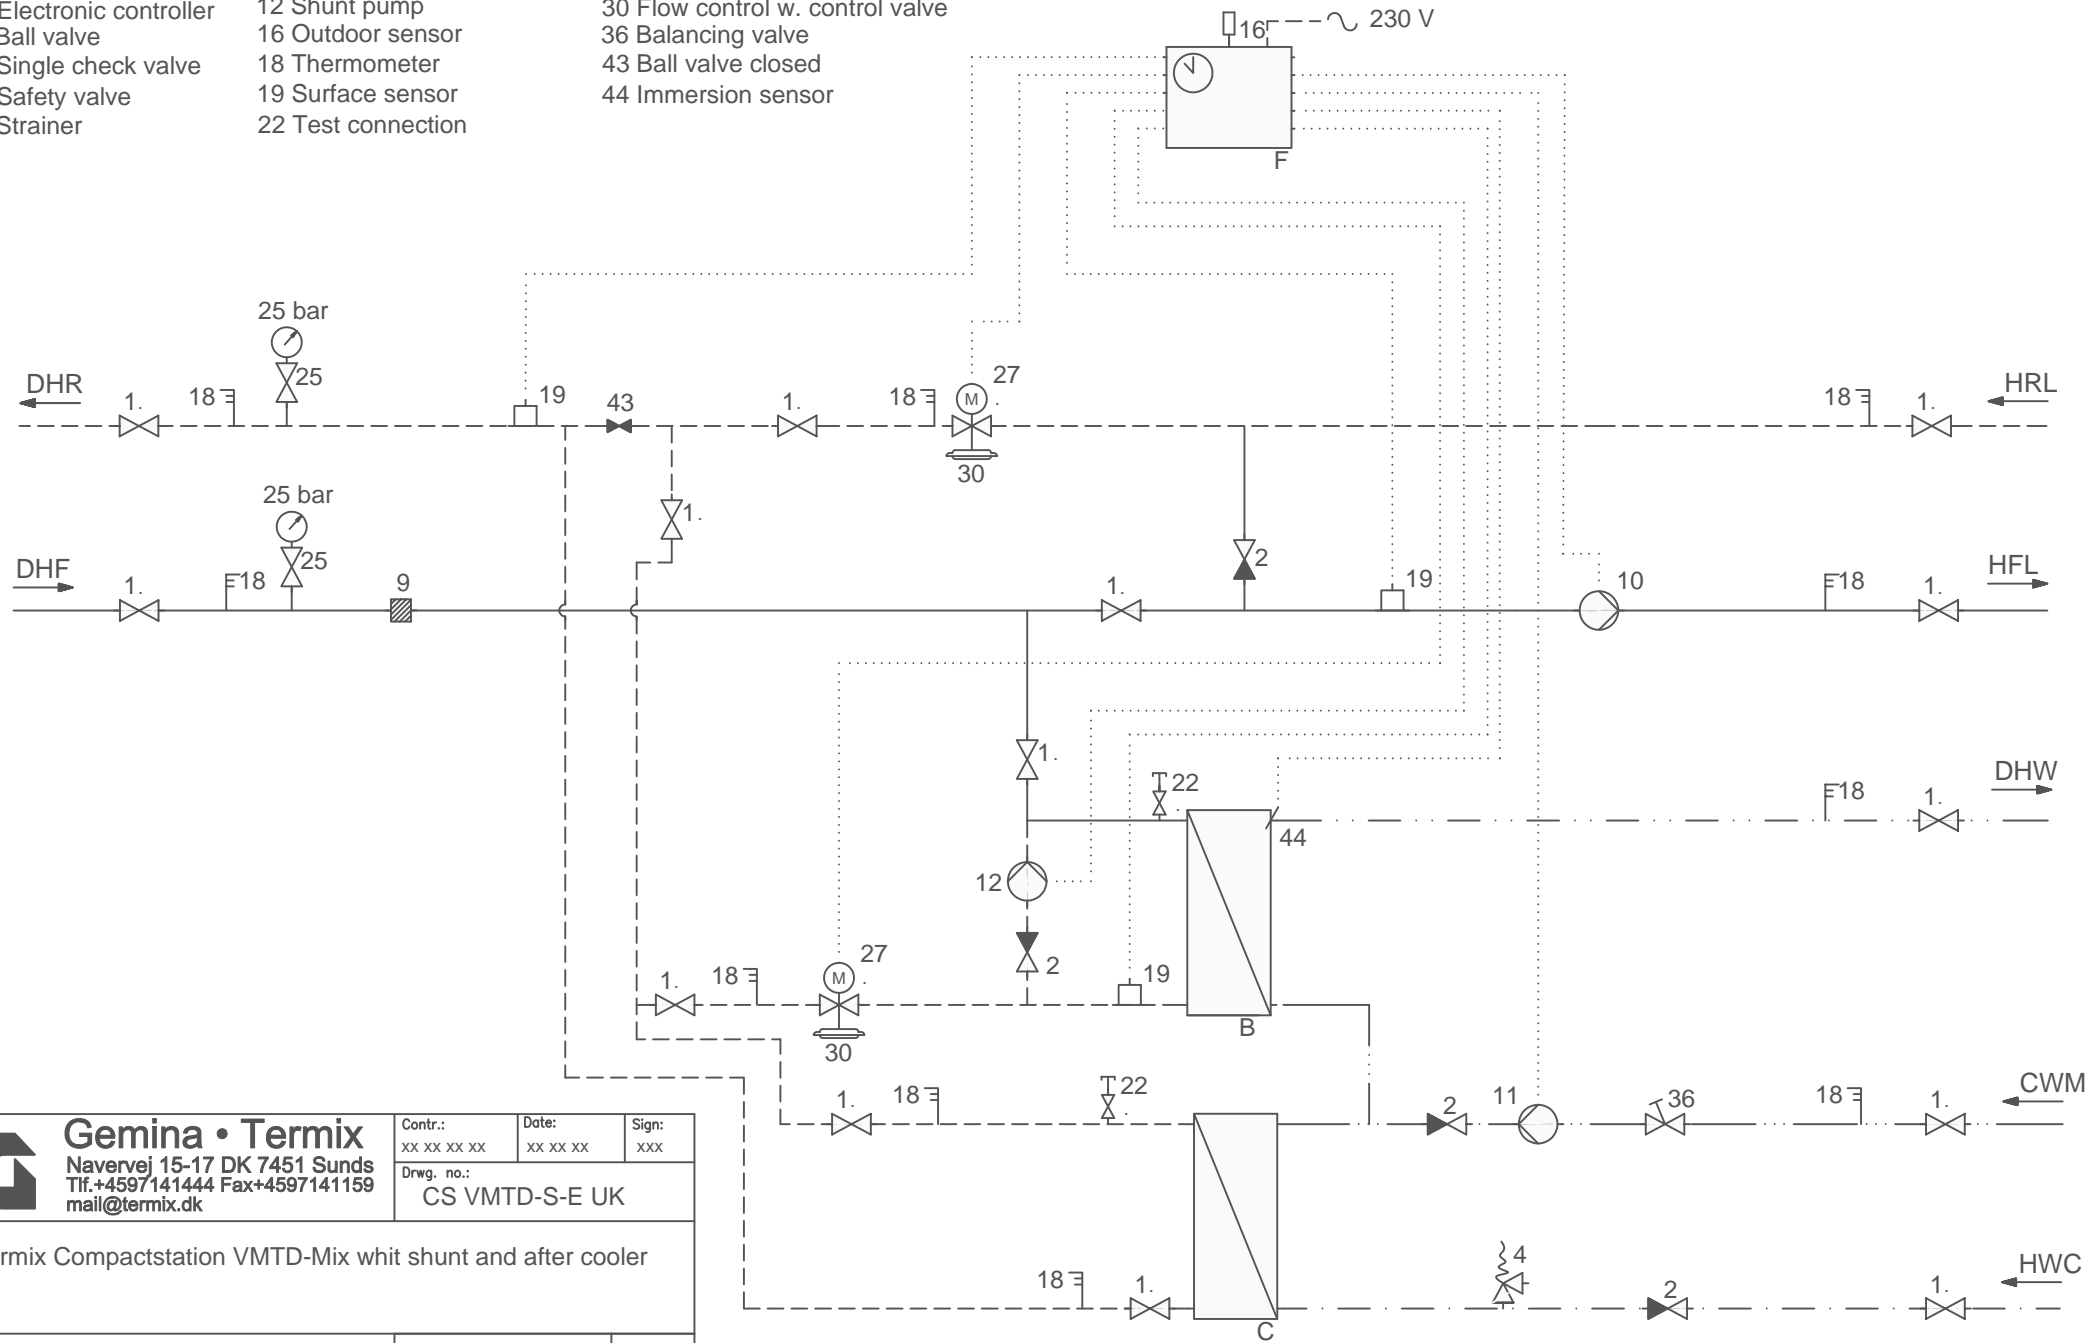 Electronic controller
Ball valve
Single check valve
Safety valve
Strainer
12 Shunt pump
16 Outdoor sensor
18 Thermometer
19 Surface sensor
22 Test connection
30 Flow control w. control valve
36 Balancing valve
43 Ball valve closed
44 Immersion sensor
16
230 V
F
25 bar
25
DHR
1.
18
19
43
1.
18
M
27
.
30
18
1.
HRL
25 bar
25
DHF
1.
18
9
1.
1.
2
19
10
18
1.
HFL
1.
22
.
44
18
1.
DHW
12
2
19
B
1.
18
M
27
.
30
1.
18
22
.
2
11
36
18
1.
CWM
18
1.
C
4
2
1.
HWC
Gemina • Termix
Navervej 15-17 DK 7451 Sunds
Tlf.+4597141444 Fax+4597141159
mail@termix.dk
Contr.:
xx xx xx xx
Date:
xx xx xx
Sign:
xxx
Drwg. no.:
CS VMTD-S-E UK
rmix Compactstation VMTD-Mix whit shunt and after cooler